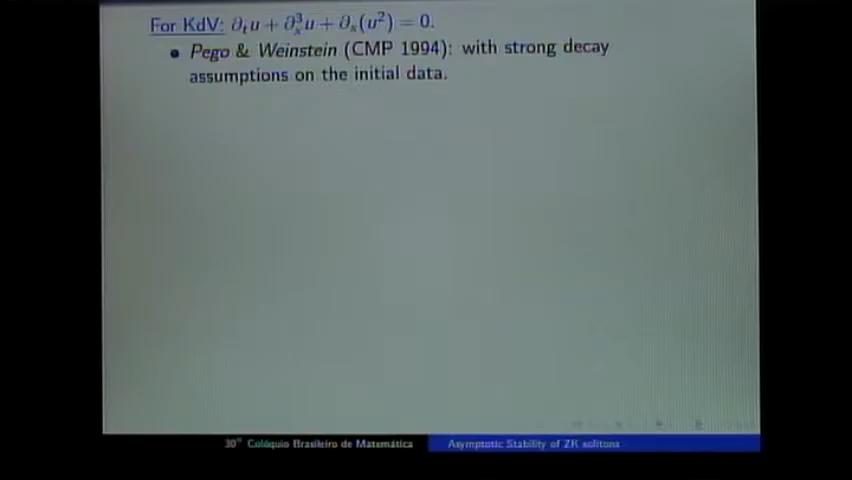 For KdV: ∂ₜu + ∂ₓ³u + ∂ₓ(u²) = 0.
• Pego & Weinstein (CMP 1994): with strong decay
assumptions on the initial data.
30º Colóquio Brasileiro de Matemática
Asymptotic Stability of ZK solitons